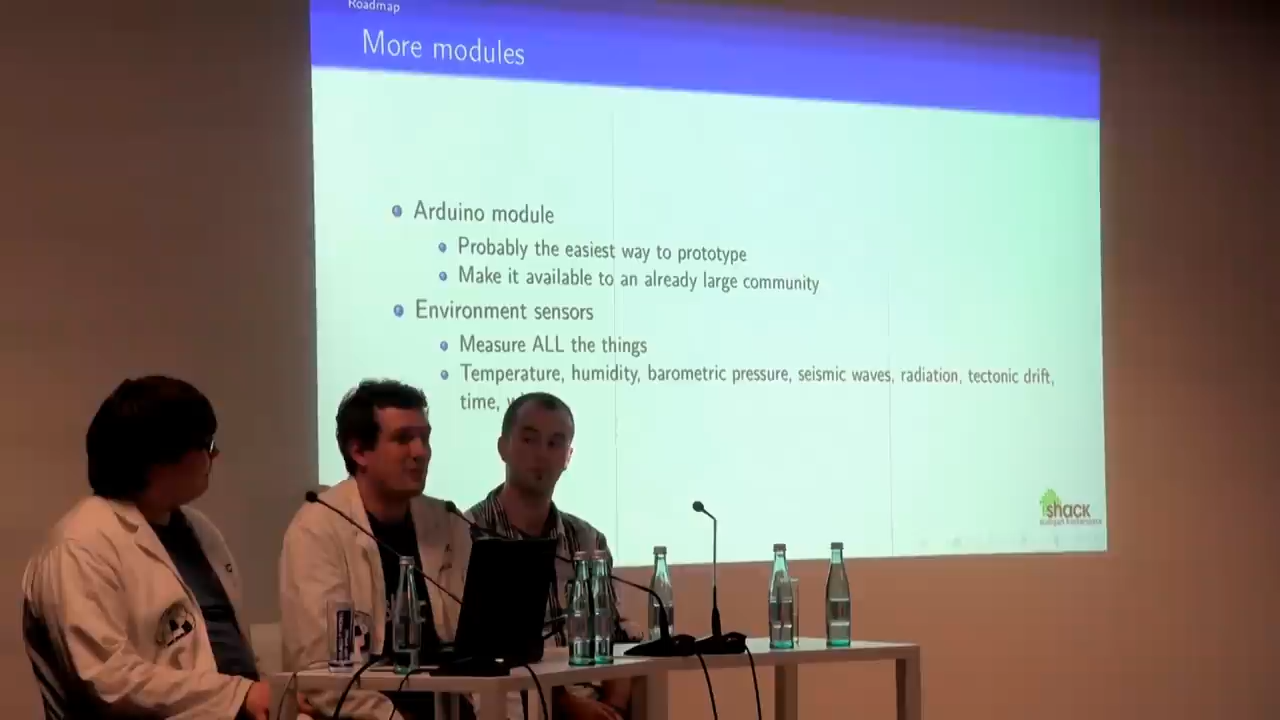 Roadmap
More modules
Arduino module
Probably the easiest way to prototype
Make it available to an already large community
Environment sensors
Measure ALL the things
Temperature, humidity, barometric pressure, seismic waves, radiation, tectonic drift,
time,
shack